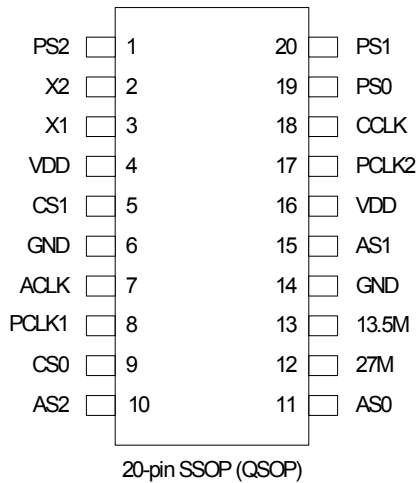 PS2 1 20 PS1
X2 2 19 PS0
X1 3 18 CCLK
VDD 4 17 PCLK2
CS1 5 16 VDD
GND 6 15 AS1
ACLK 7 14 GND
PCLK1 8 13 13.5M
CS0 9 12 27M
AS2 10 11 AS0
20-pin SSOP (QSOP)